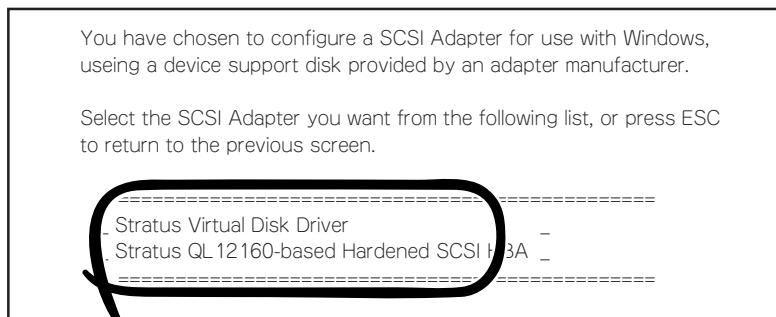 You have chosen to configure a SCSI Adapter for use with Windows,
useing a device support disk provided by an adapter manufacturer.
Select the SCSI Adapter you want from the following list, or press ESC
to return to the previous screen.
=============================================
_ Stratus Virtual Disk Driver _
_ Stratus QL12160-based Hardened SCSI _
=============================================